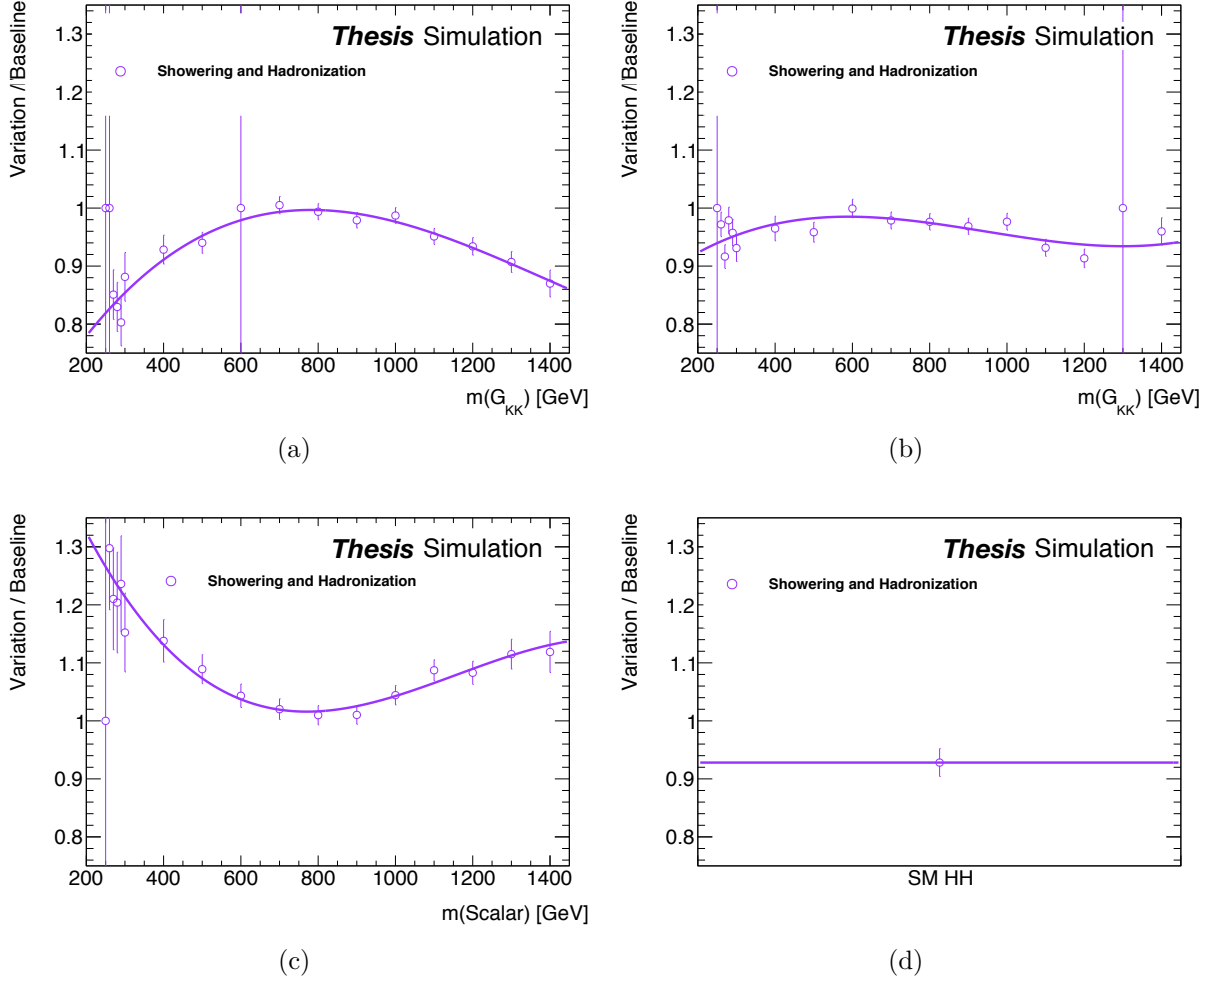 Variation / Baseline
1.3
1.2
1.1
1
0.9
0.8
Thesis Simulation
Showering and Hadronization
200 400 600 800 1000 1200 1400
m(G_KK) [GeV]
(a)
Variation / Baseline
1.3
1.2
1.1
1
0.9
0.8
Thesis Simulation
Showering and Hadronization
200 400 600 800 1000 1200 1400
m(G_KK) [GeV]
(b)
Variation / Baseline
1.3
1.2
1.1
1
0.9
0.8
Thesis Simulation
Showering and Hadronization
200 400 600 800 1000 1200 1400
m(Scalar) [GeV]
(c)
Variation / Baseline
1.3
1.2
1.1
1
0.9
0.8
Thesis Simulation
Showering and Hadronization
SM HH
(d)